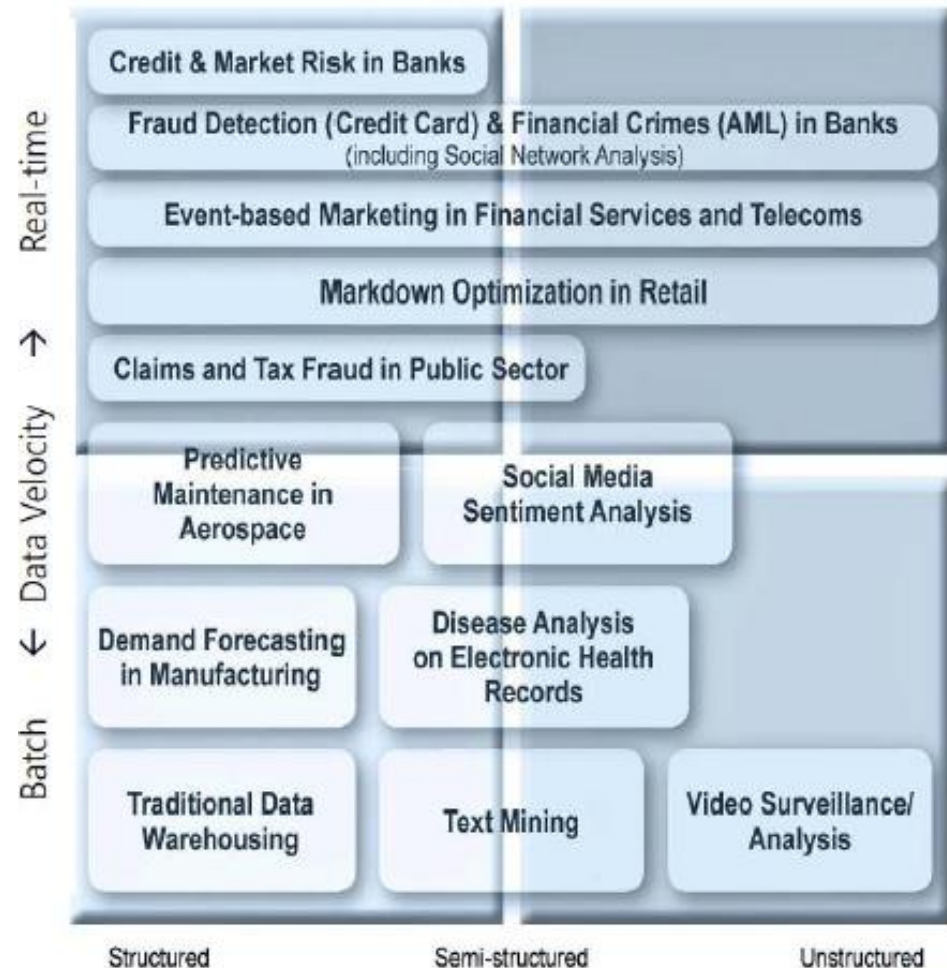 Credit & Market Risk in Banks
Fraud Detection (Credit Card) & Financial Crimes (AML) in Banks
(including Social Network Analysis)
Event-based Marketing in Financial Services and Telecoms
Markdown Optimization in Retail
Claims and Tax Fraud in Public Sector
Predictive
Maintenance in
Aerospace
Social Media
Sentiment Analysis
Demand Forecasting
in Manufacturing
Disease Analysis
on Electronic Health
Records
Traditional Data
Warehousing
Text Mining
Video Surveillance/
Analysis
Batch ← Data Velocity → Real-time
Structured Semi-structured Unstructured